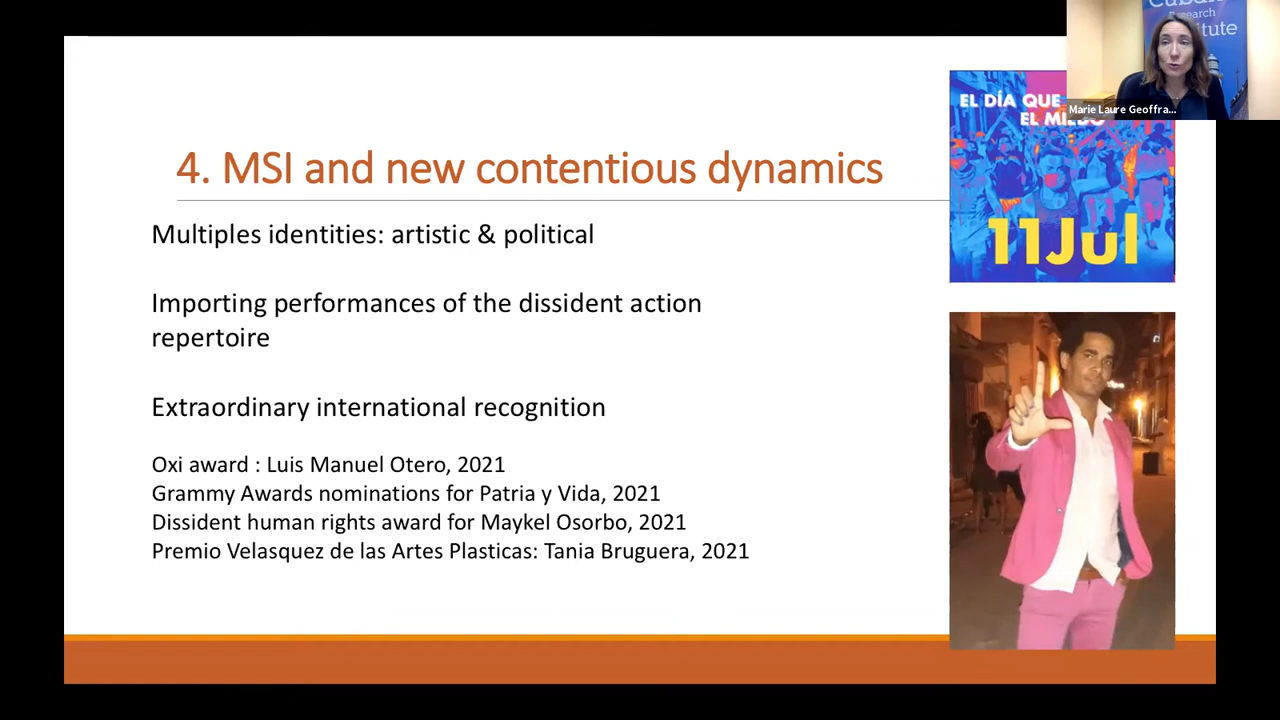 Cuban
Research
Institute
Marie Laure Geoffra...
EL DÍA QUE
EL MIEDO
11Jul
4. MSI and new contentious dynamics
Multiples identities: artistic & political
Importing performances of the dissident action
repertoire
Extraordinary international recognition
Oxi award : Luis Manuel Otero, 2021
Grammy Awards nominations for Patria y Vida, 2021
Dissident human rights award for Maykel Osorbo, 2021
Premio Velasquez de las Artes Plasticas: Tania Bruguera, 2021